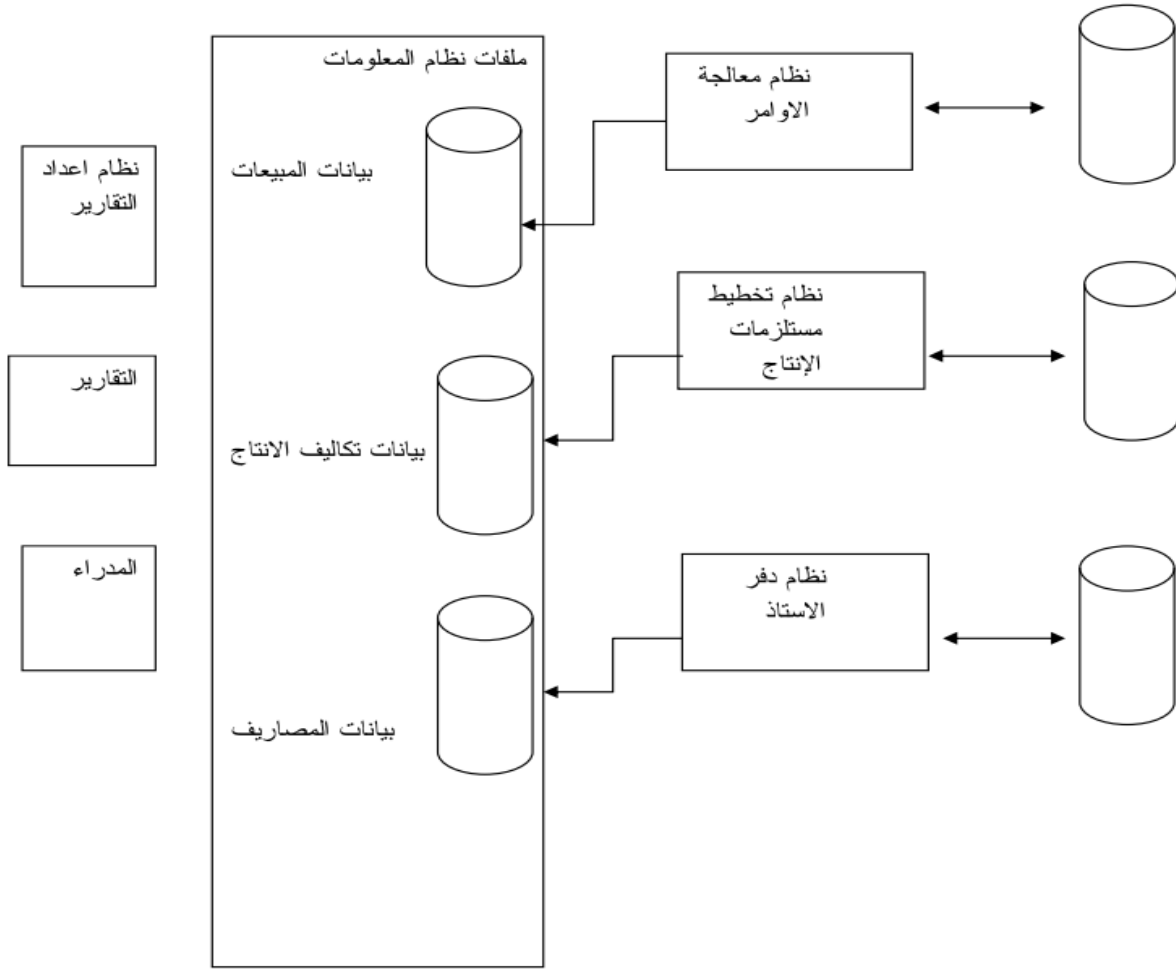 ملفات نظام المعلومات
نظام معالجة
الاوامر
بيانات المبيعات
نظام اعداد
التقارير
نظام تخطيط
مستلزمات
الإنتاج
التقارير
بيانات تكاليف الانتاج
نظام دفر
الاستاذ
المدراء
بيانات المصاريف